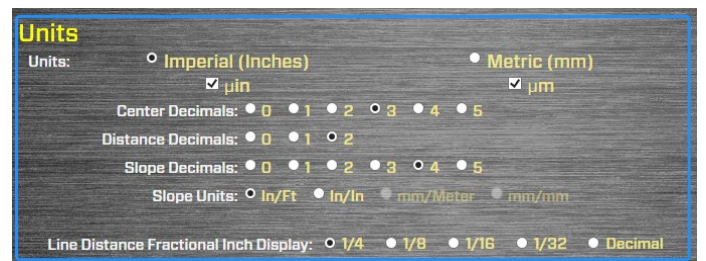 Units
Units: Imperial (Inches) Metric (mm)
µin µm
Center Decimals: 0 1 2 3 4 5
Distance Decimals: 0 1 2
Slope Decimals: 0 1 2 3 4 5
Slope Units: In/Ft In/In mm/Meter mm/mm
Line Distance Fractional Inch Display: 1/4 1/8 1/16 1/32 Decimal